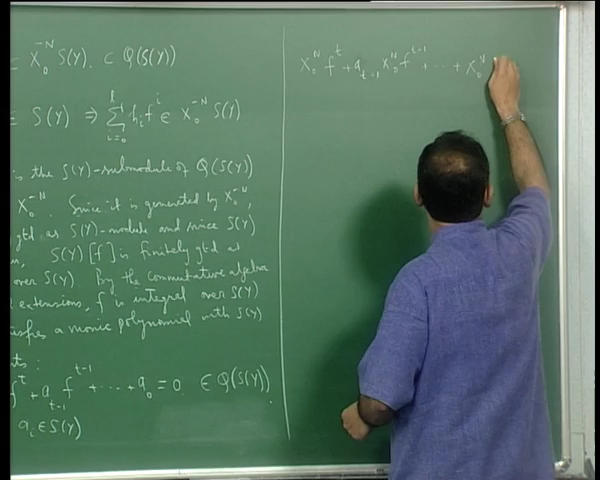 ⊂ X₀^{-N} S(Y). ⊂ Q(S(Y))
∈ S(Y) ⇒ ∑_{i=0}^{k} h_i f^i ∈ X₀^{-N} S(Y)
is the S(Y)-submodule of Q(S(Y))
X₀^{-N}. Since it is generated by X₀^{-N},
gtd as S(Y)-module and since S(Y)
S(Y)[f] is finitely gtd as
over S(Y). By the commutative algebra
extensions, f is integral over S(Y)
satisfies a monic polynomial with S(Y)
f^t + a_{t-1} f^{t-1} + ⋯ + a_0 = 0 ∈ Q(S(Y)).
a_i ∈ S(Y)
X₀^N f^t + a_{t-1} X₀^N f^{t-1} + ⋯ + X₀^N